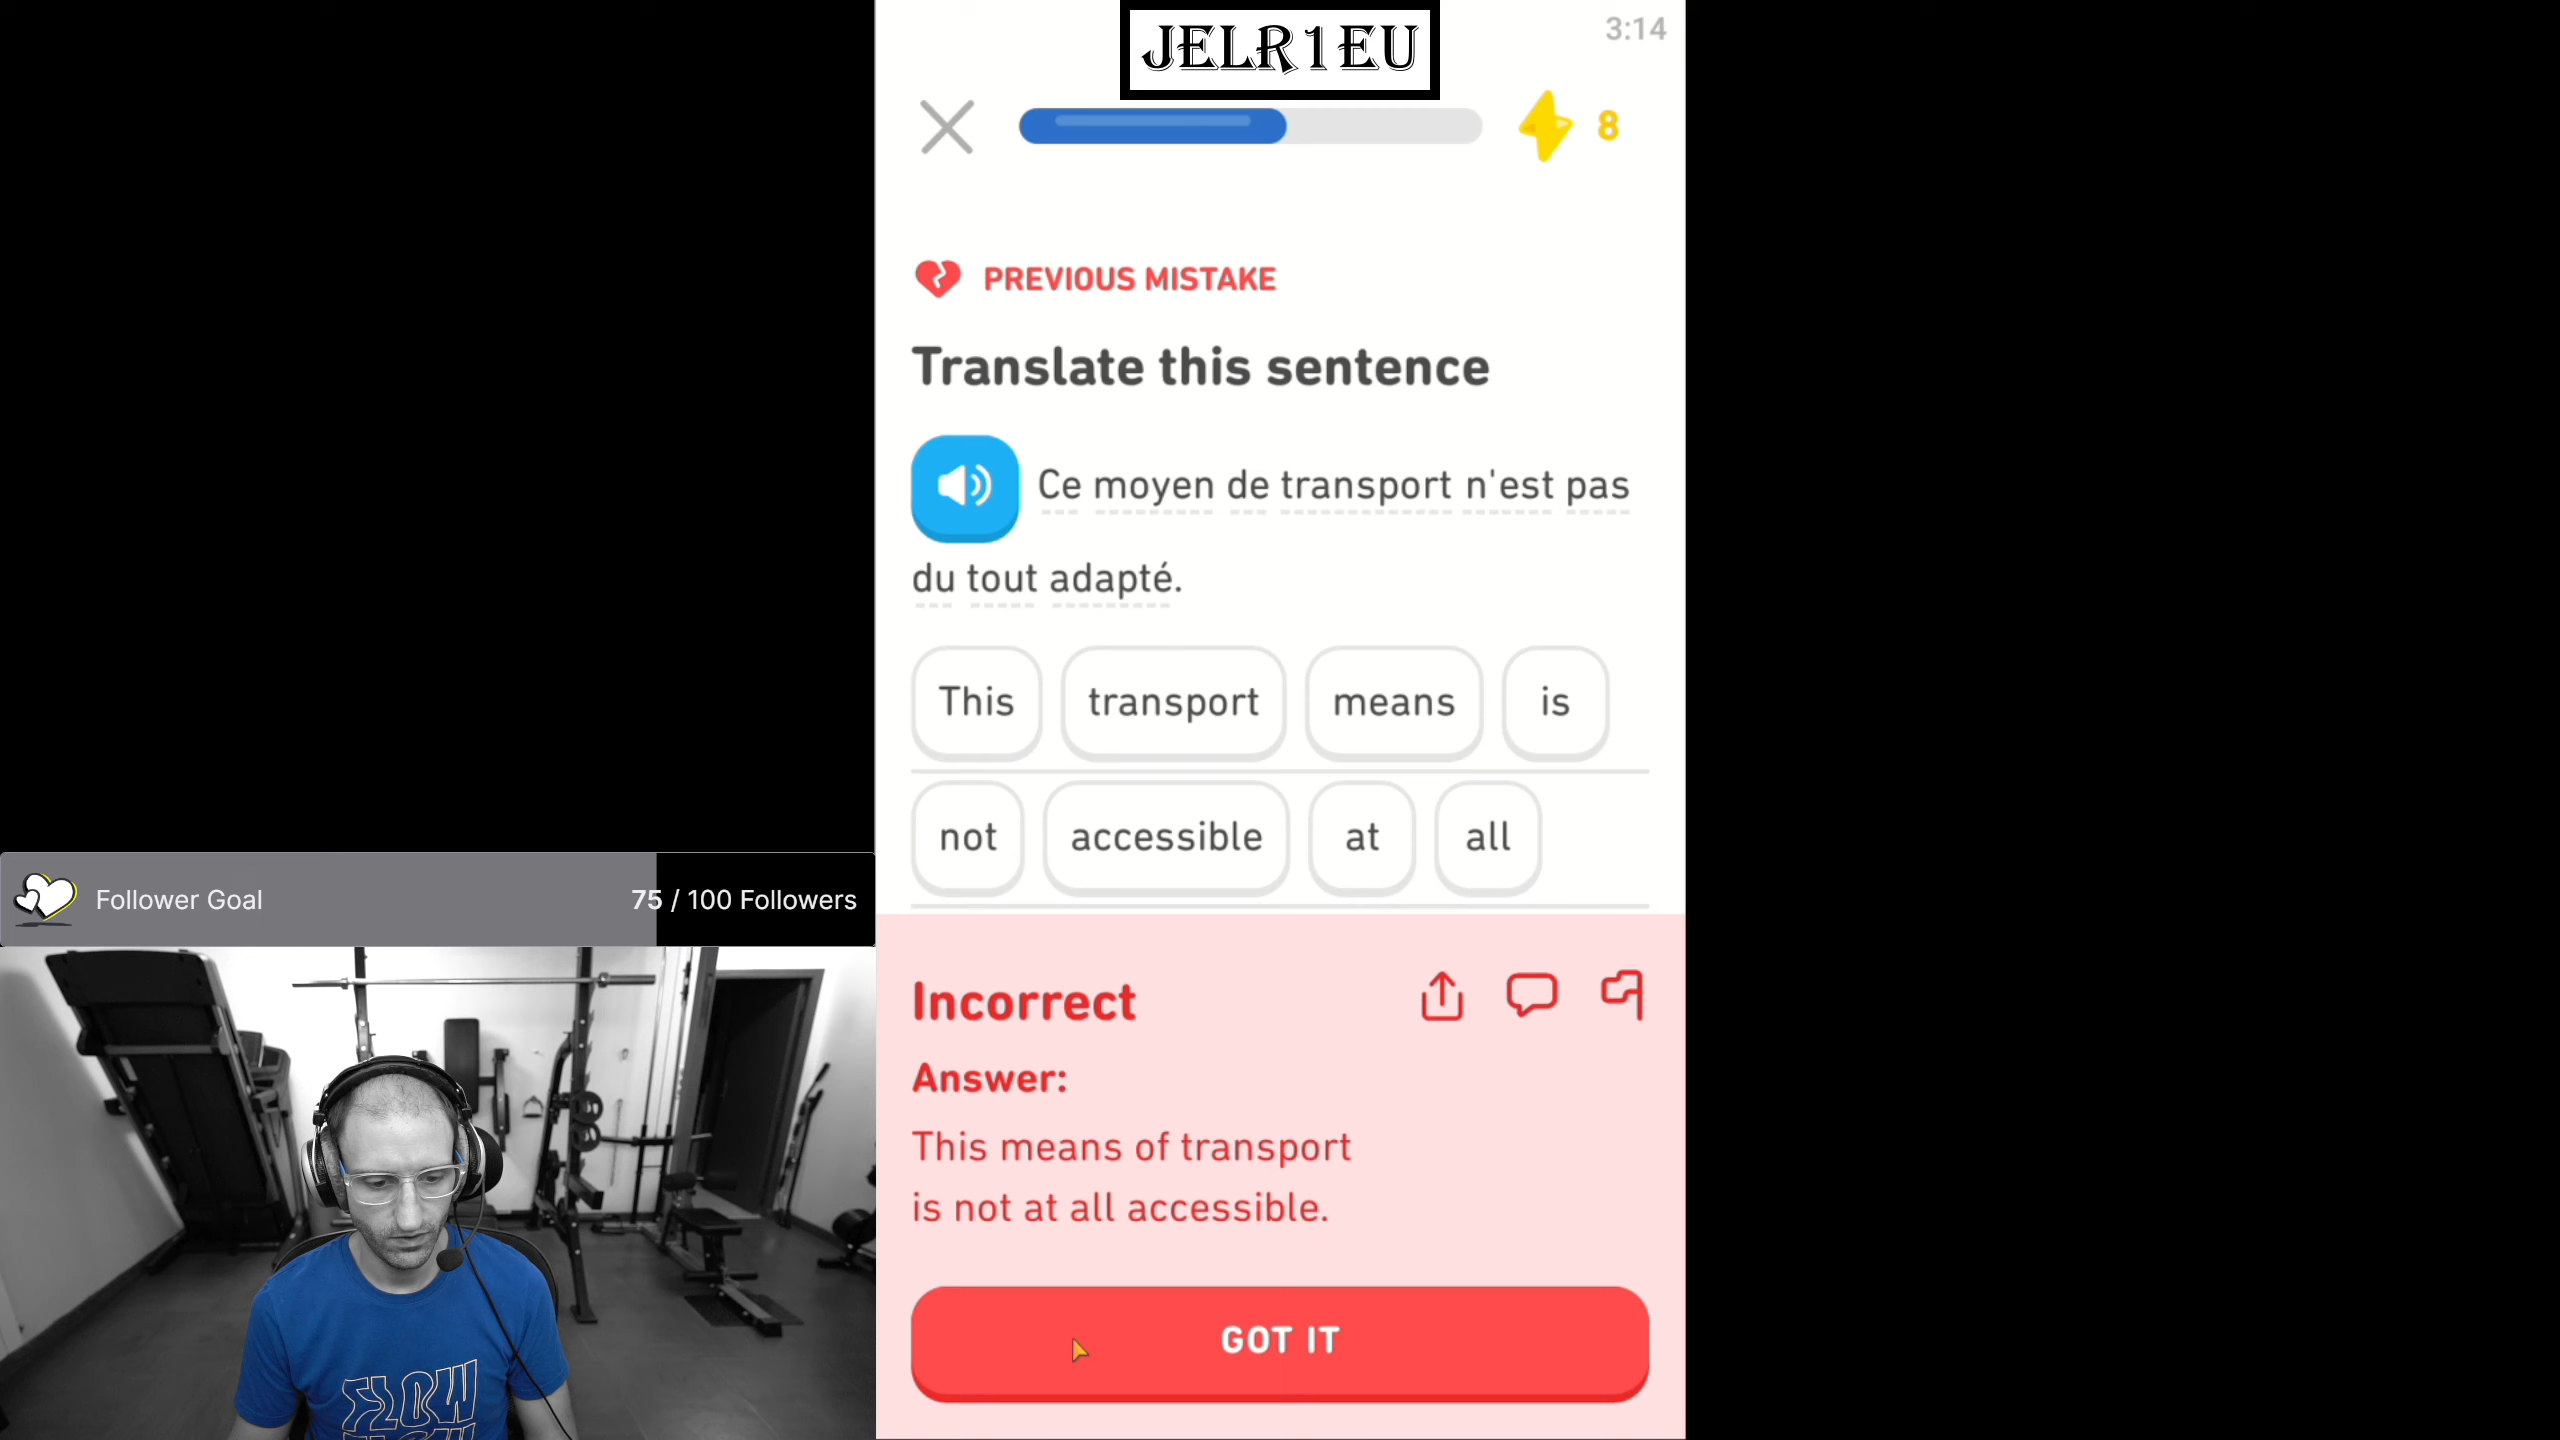 JELR1EU
3:14
8
PREVIOUS MISTAKE
Translate this sentence
Ce moyen de transport n'est pas
du tout adapté.
This transport means is
not accessible at all
Follower Goal 75 / 100 Followers
Incorrect
Answer:
This means of transport
is not at all accessible.
GOT IT
FLOW